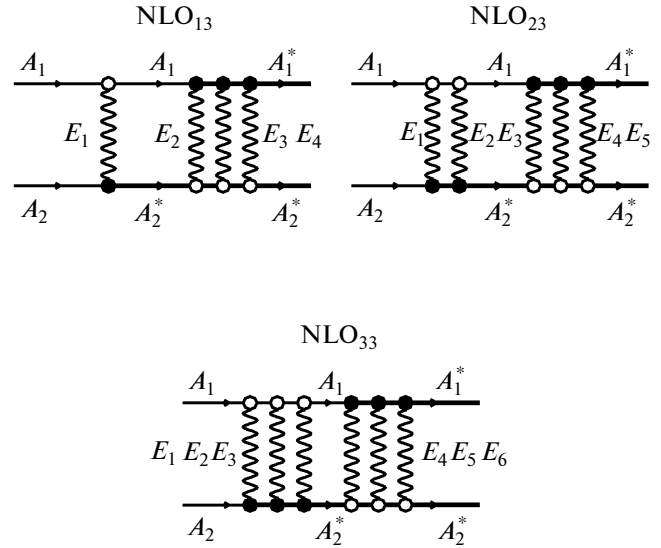 NLO₁₃ NLO₂₃
A₁ A₁ A₁* A₁ A₁ A₁*
E₁ E₂ E₃ E₄ E₁ E₂ E₃ E₄ E₅
A₂ A₂* A₂* A₂ A₂* A₂*
NLO₃₃
A₁ A₁ A₁*
E₁ E₂ E₃ E₄ E₅ E₆
A₂ A₂* A₂*